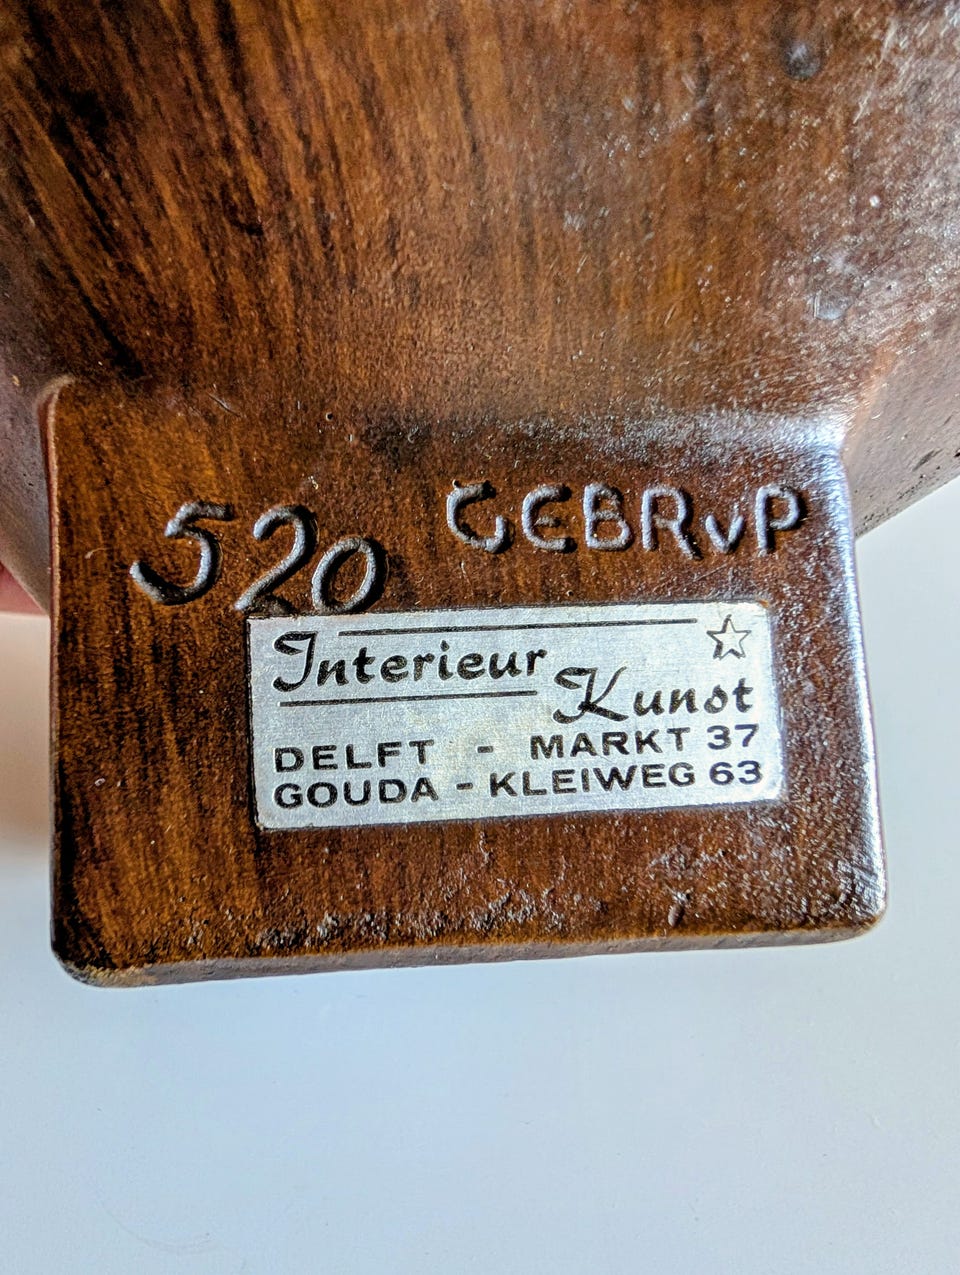 520 GEBRvP
Interieur
Kunst
DELFT - MARKT 37
GOUDA - KLEIWEG 63